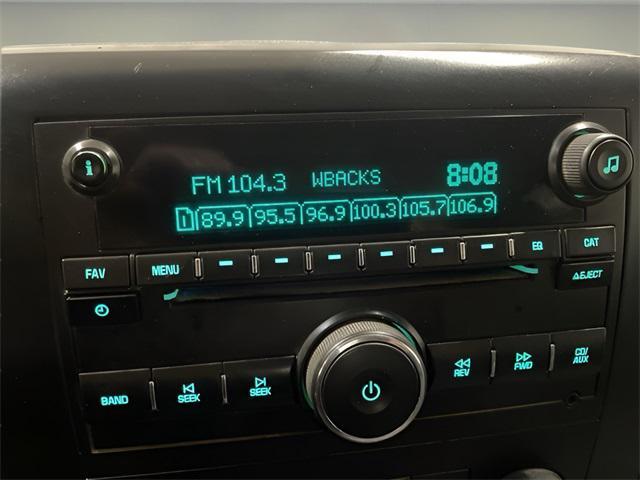 FM 104.3 WBACKS 8:08
1 89.9 95.5 96.9 100.3 105.7 106.9
FAV MENU EQ CAT
⏏EJECT
BAND SEEK SEEK REV FWD CD/
AUX